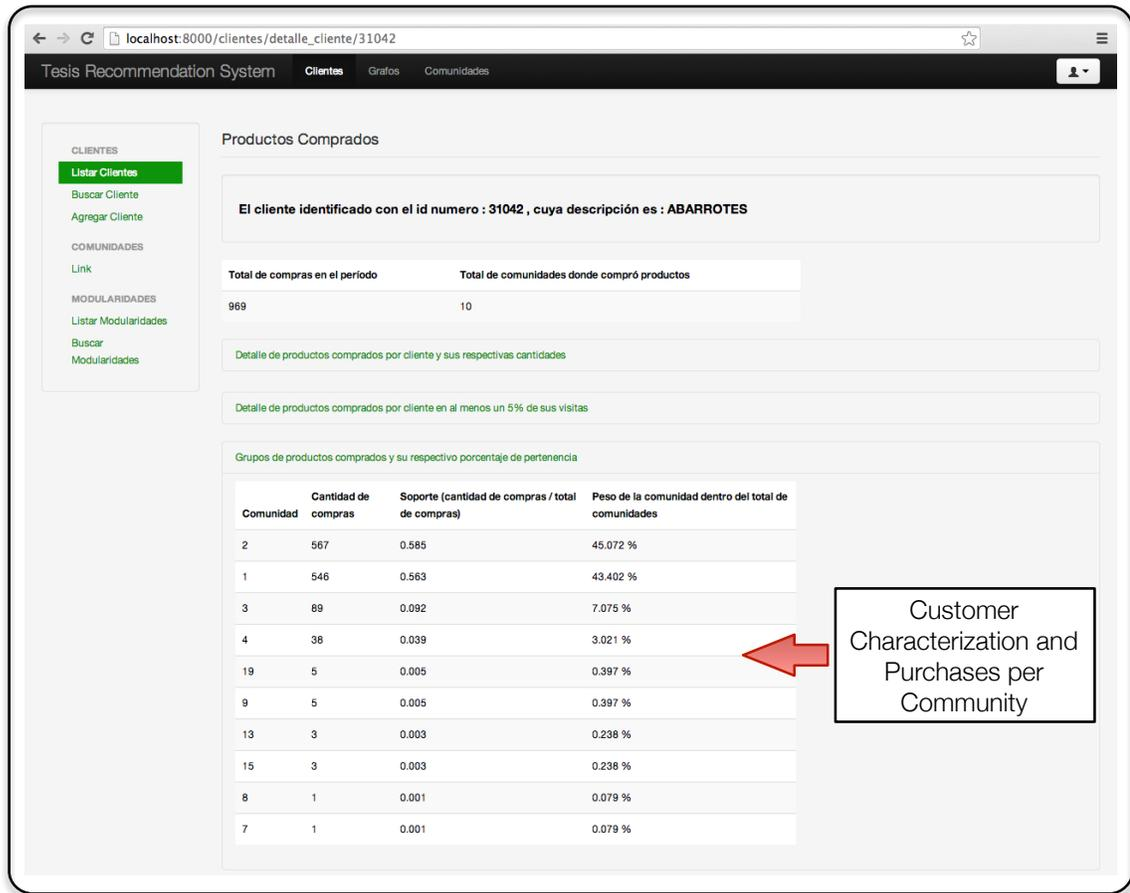 localhost:8000/clientes/detalle_cliente/31042
Tesis Recommendation System Clientes Grafos Comunidades
CLIENTES
Listar Clientes
Buscar Cliente
Agregar Cliente
COMUNIDADES
Link
MODULARIDADES
Listar Modularidades
Buscar
Modularidades
Productos Comprados
El cliente identificado con el id numero : 31042 , cuya descripción es : ABARROTES
Total de compras en el período Total de comunidades donde compró productos
969 10
Detalle de productos comprados por cliente y sus respectivas cantidades
Detalle de productos comprados por cliente en al menos un 5% de sus visitas
Grupos de productos comprados y su respectivo porcentaje de pertenencia
Cantidad de Soporte (cantidad de compras / total Peso de la comunidad dentro del total de
Comunidad compras de compras) comunidades
2 567 0.585 45.072 %
1 546 0.563 43.402 %
3 89 0.092 7.075 %
4 38 0.039 3.021 %
19 5 0.005 0.397 %
9 5 0.005 0.397 %
13 3 0.003 0.238 %
15 3 0.003 0.238 %
8 1 0.001 0.079 %
7 1 0.001 0.079 %
Customer
Characterization and
Purchases per
Community